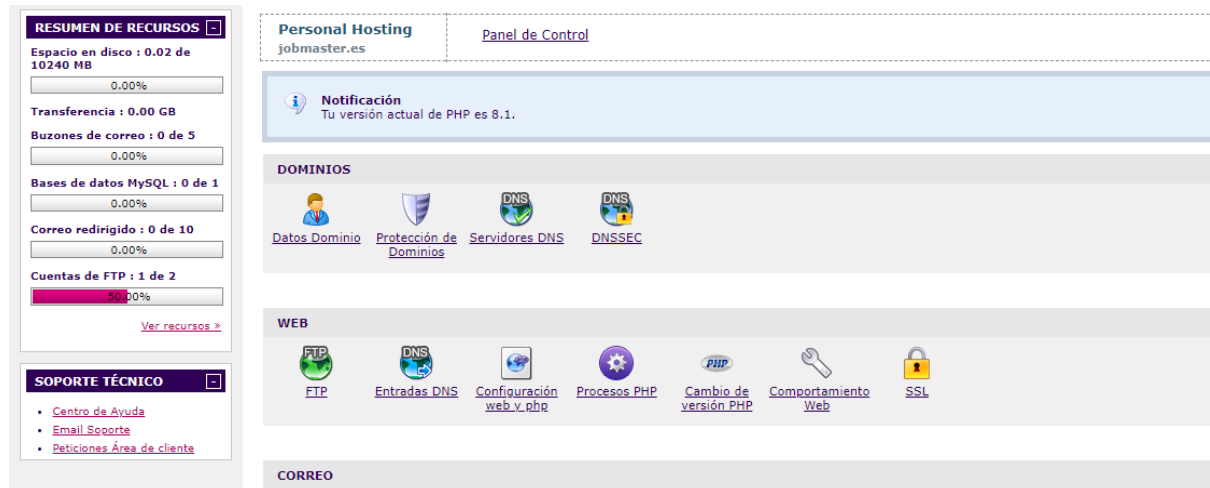 RESUMEN DE RECURSOS -
Espacio en disco : 0.02 de
10240 MB
0.00%
Transferencia : 0.00 GB
Buzones de correo : 0 de 5
0.00%
Bases de datos MySQL : 0 de 1
0.00%
Correo redirigido : 0 de 10
0.00%
Cuentas de FTP : 1 de 2
50.00%
Ver recursos »
SOPORTE TÉCNICO -
Centro de Ayuda
Email Soporte
Peticiones Área de cliente
Personal Hosting
jobmaster.es
Panel de Control
Notificación
Tu versión actual de PHP es 8.1.
DOMINIOS
DNS DNS
Datos Dominio Protección de Servidores DNS DNSSEC
Dominios
WEB
FTP DNS PHP
FTP Entradas DNS Configuración Procesos PHP Cambio de Comportamiento SSL
web y php versión PHP Web
CORREO